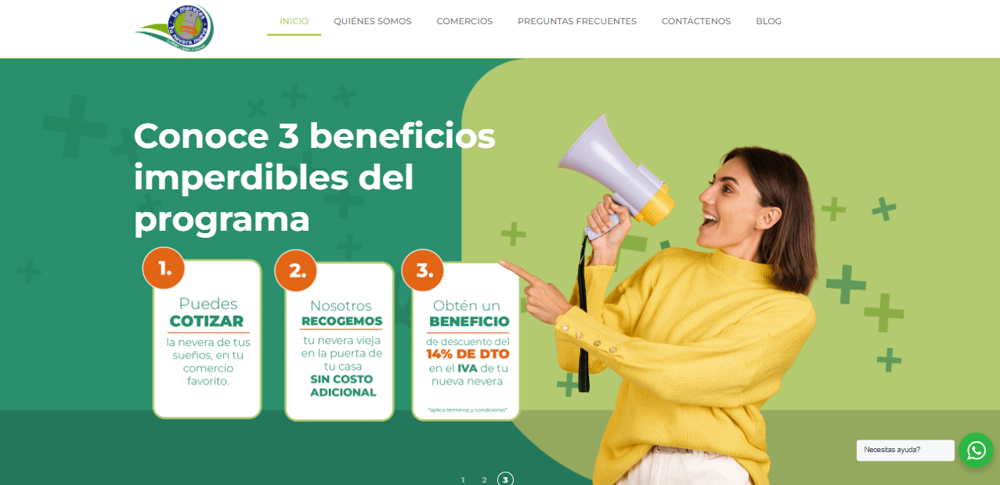 te mereces
tu nevera nueva
INICIO
QUIÉNES SOMOS
COMERCIOS
PREGUNTAS FRECUENTES
CONTÁCTENOS
BLOG
Conoce 3 beneficios
imperdibles del
programa
1.
Puedes
COTIZAR
la nevera de tus
sueños, en tu
comercio
favorito.
2.
Nosotros
RECOGEMOS
tu nevera vieja
en la puerta de
tu casa
SIN COSTO
ADICIONAL
3.
Obtén un
BENEFICIO
de descuento del
14% DE DTO
en el IVA de tu
nueva nevera
*aplica términos y condiciones*
Necesitas ayuda?
1
2
3